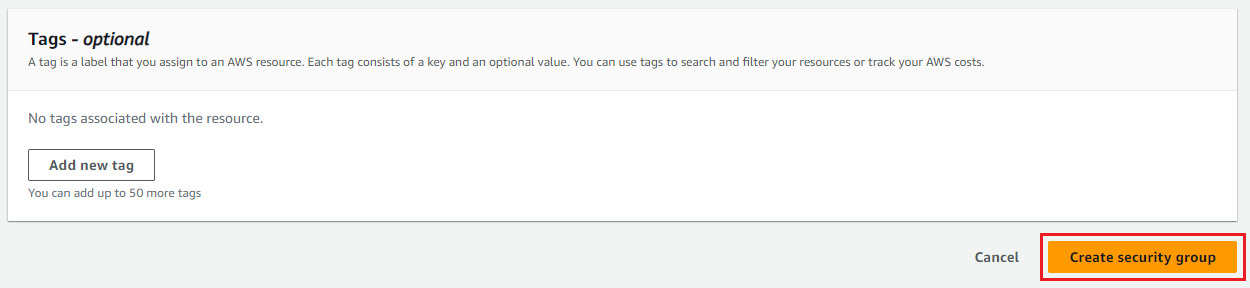 Tags - optional
A tag is a label that you assign to an AWS resource. Each tag consists of a key and an optional value. You can use tags to search and filter your resources or track your AWS costs.
No tags associated with the resource.
Add new tag
You can add up to 50 more tags
Cancel
Create security group